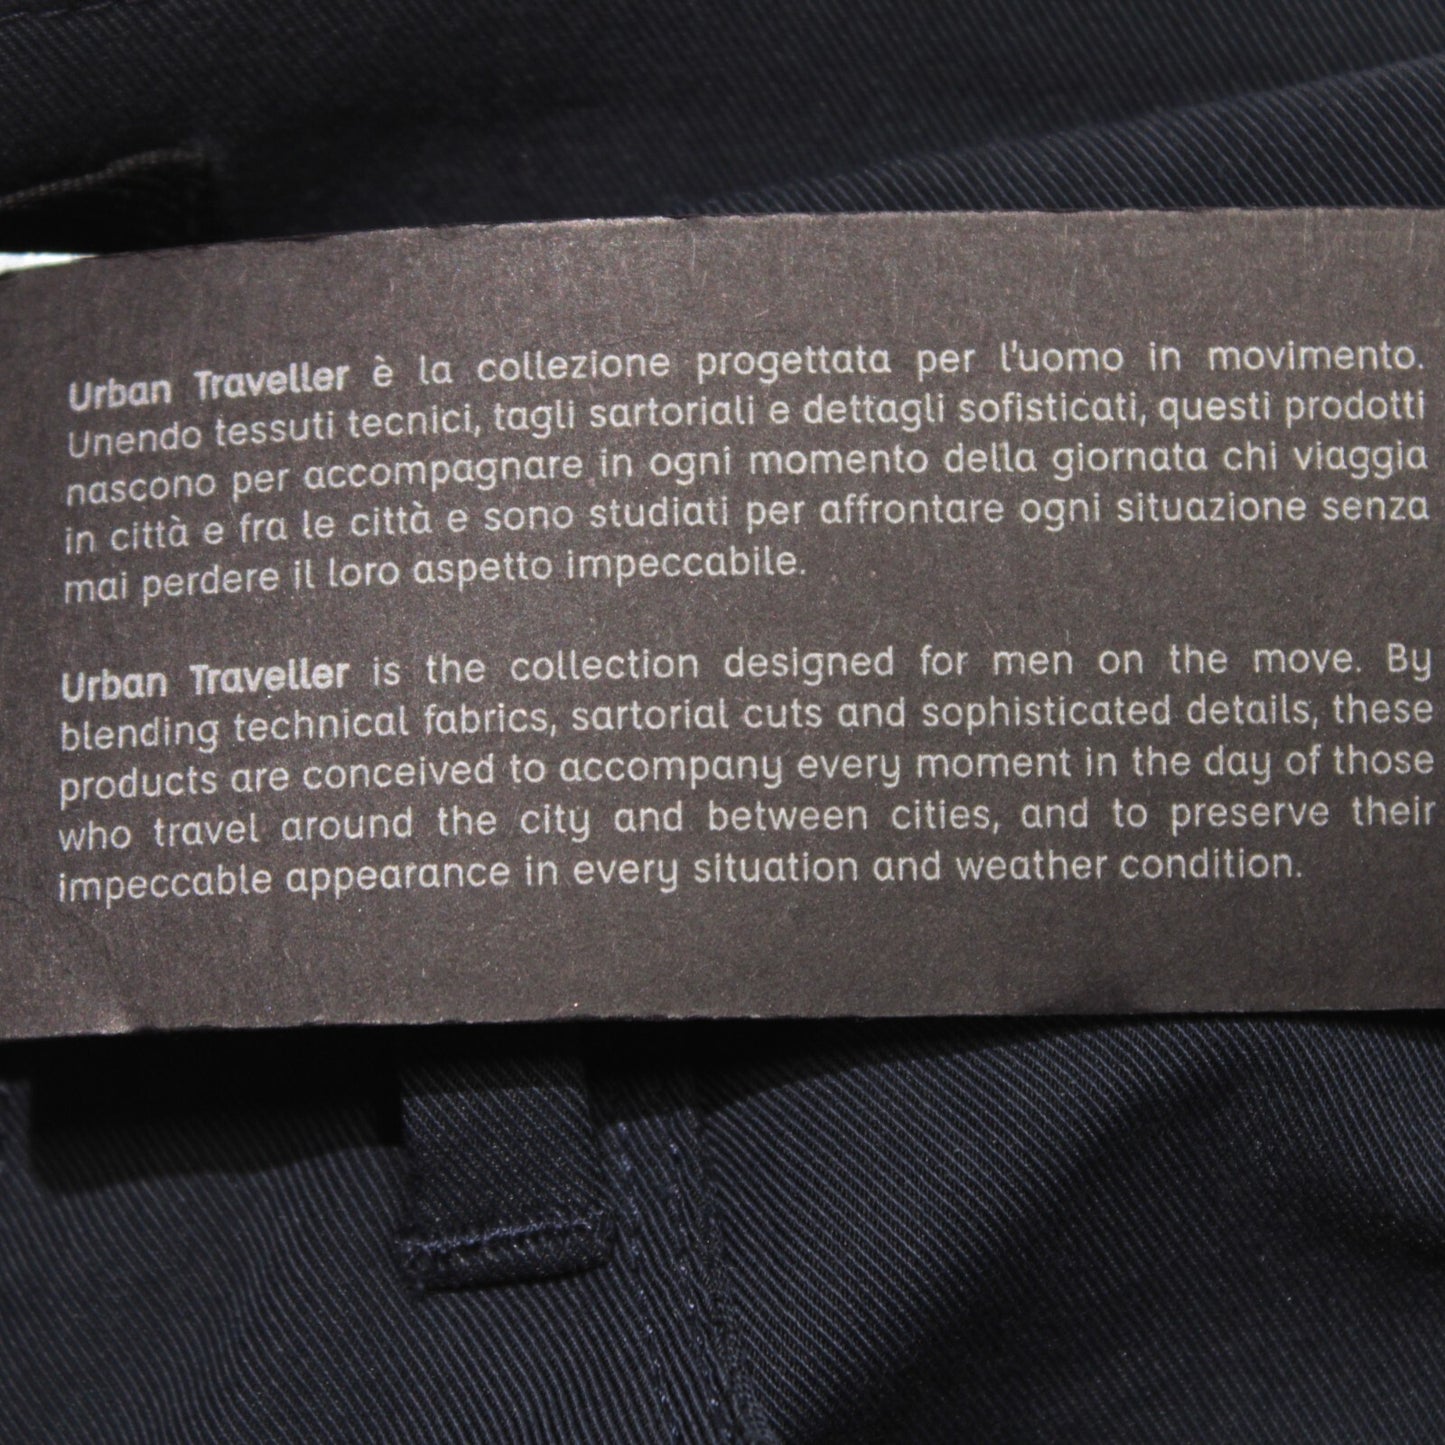 Urban Traveller è la collezione progettata per l'uomo in movimento.
Unendo tessuti tecnici, tagli sartoriali e dettagli sofisticati, questi prodotti
nascono per accompagnare in ogni momento della giornata chi viaggia
in città e fra le città e sono studiati per affrontare ogni situazione senza
mai perdere il loro aspetto impeccabile.
Urban Traveller is the collection designed for men on the move. By
blending technical fabrics, sartorial cuts and sophisticated details, these
products are conceived to accompany every moment in the day of those
who travel around the city and between cities, and to preserve their
impeccable appearance in every situation and weather condition.